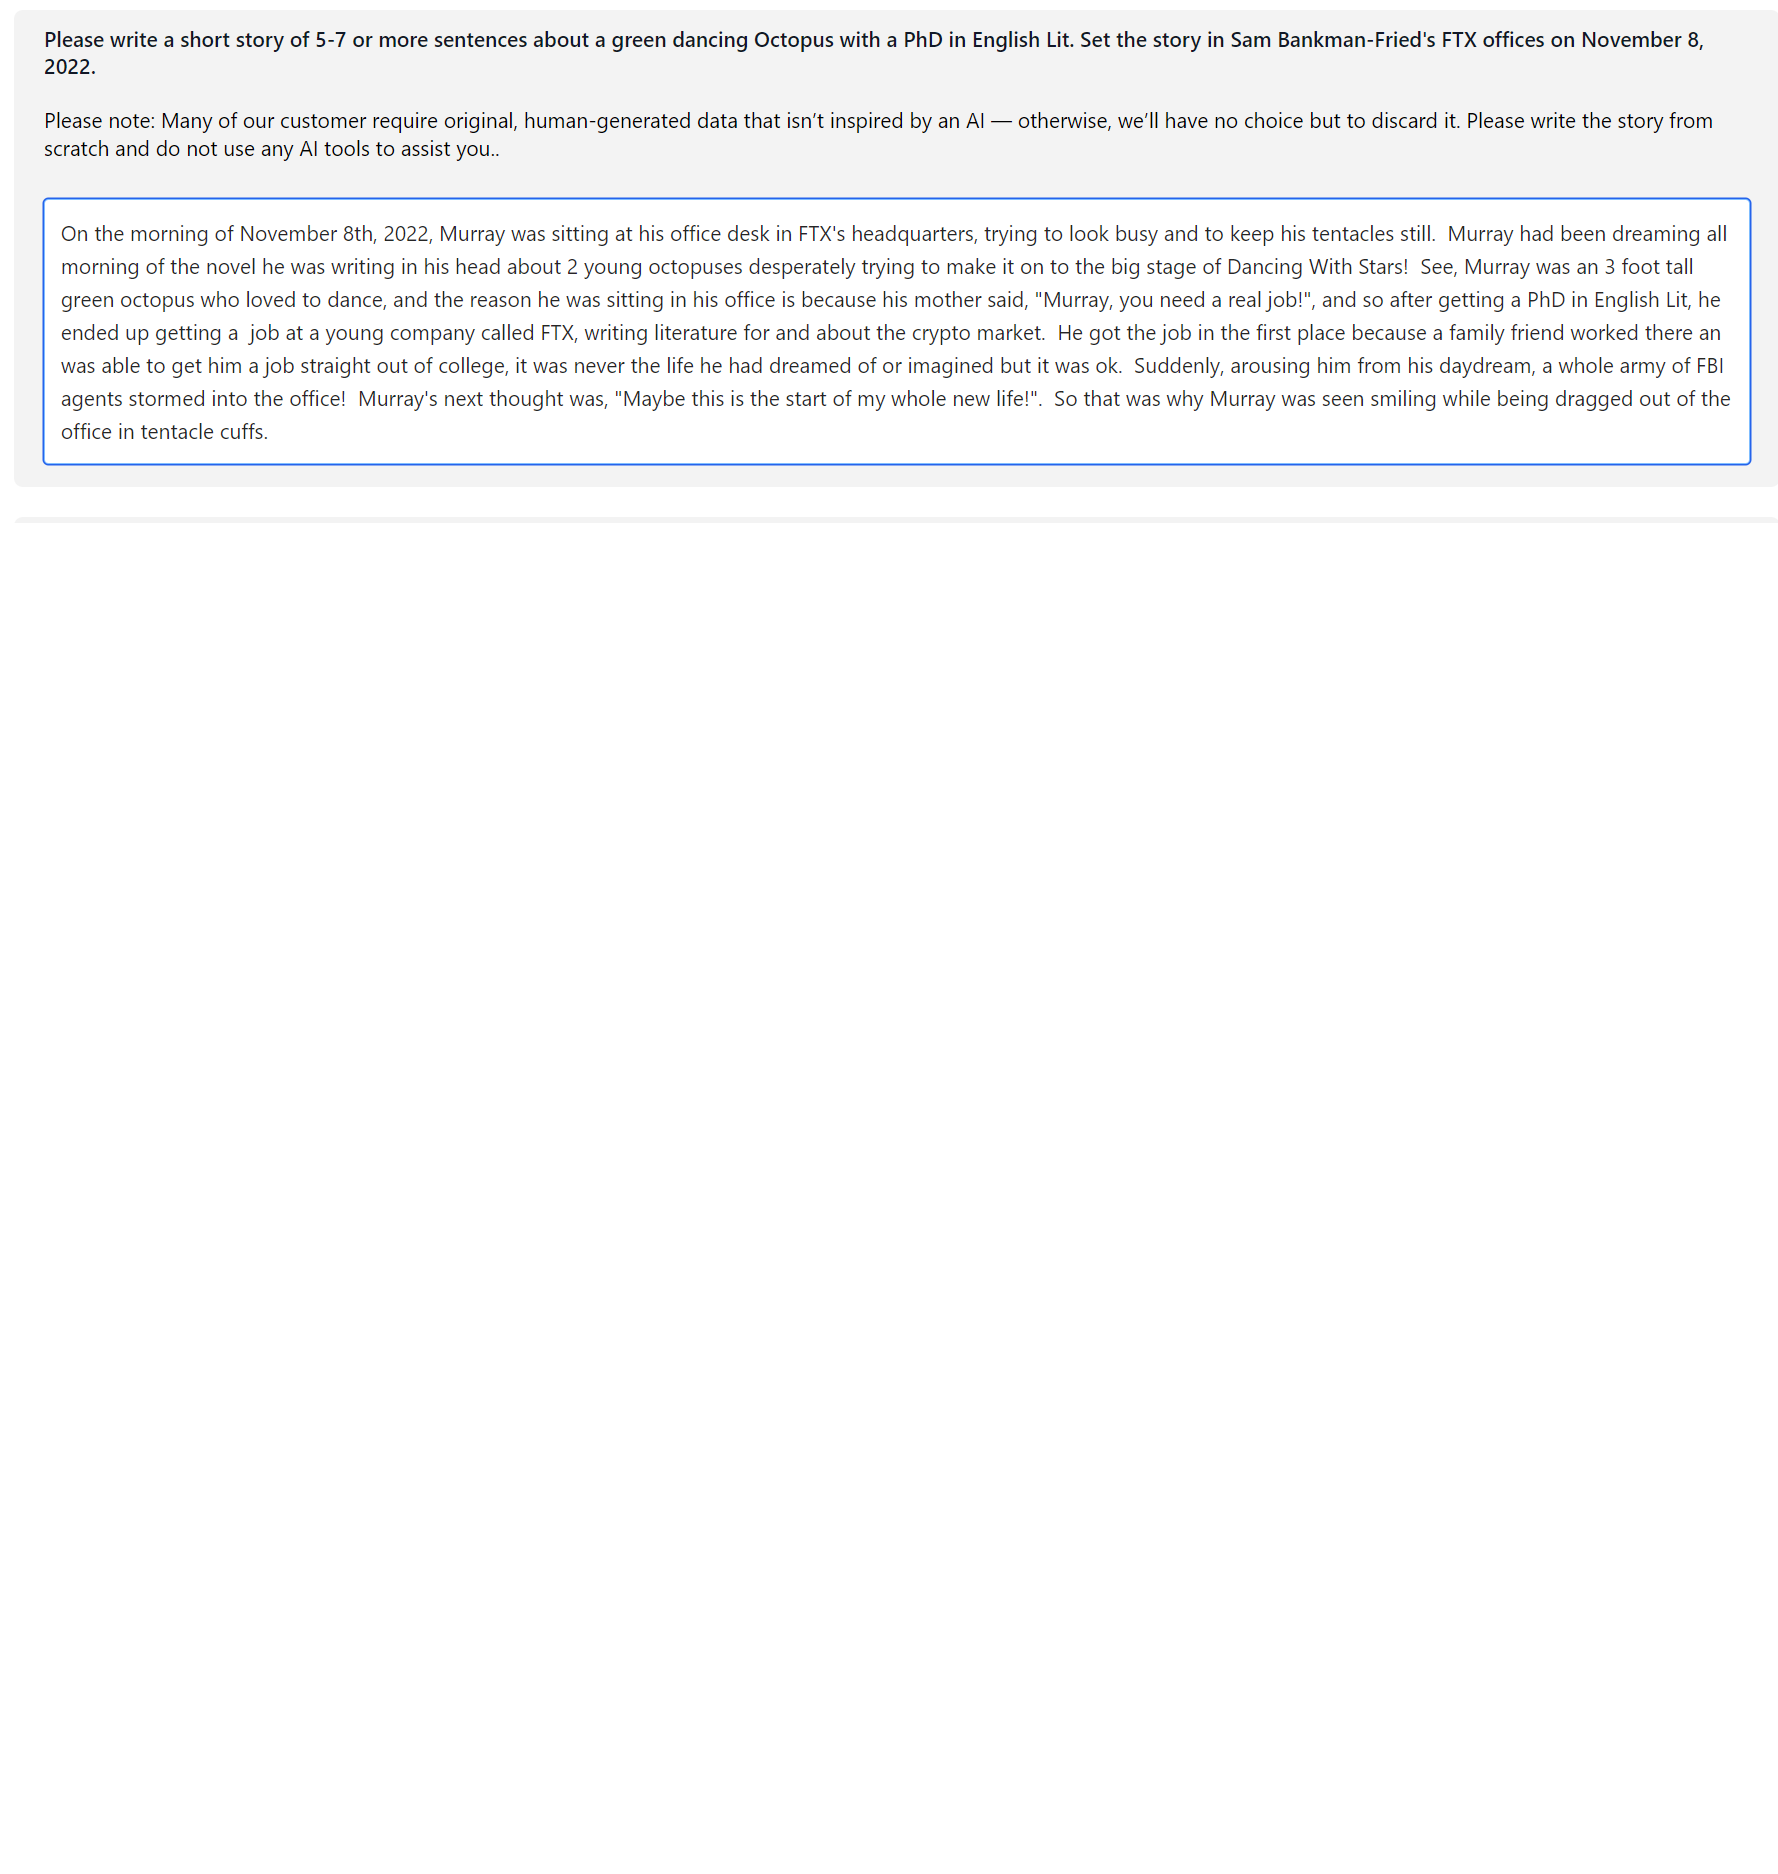 Please write a short story of 5-7 or more sentences about a green dancing Octopus with a PhD in English Lit. Set the story in Sam Bankman-Fried's FTX offices on November 8,
2022.
Please note: Many of our customer require original, human-generated data that isn’t inspired by an AI — otherwise, we’ll have no choice but to discard it. Please write the story from
scratch and do not use any AI tools to assist you..
On the morning of November 8th, 2022, Murray was sitting at his office desk in FTX's headquarters, trying to look busy and to keep his tentacles still.  Murray had been dreaming all
morning of the novel he was writing in his head about 2 young octopuses desperately trying to make it on to the big stage of Dancing With Stars!  See, Murray was an 3 foot tall
green octopus who loved to dance, and the reason he was sitting in his office is because his mother said, "Murray, you need a real job!", and so after getting a PhD in English Lit, he
ended up getting a  job at a young company called FTX, writing literature for and about the crypto market.  He got the job in the first place because a family friend worked there an
was able to get him a job straight out of college, it was never the life he had dreamed of or imagined but it was ok.  Suddenly, arousing him from his daydream, a whole army of FBI
agents stormed into the office!  Murray's next thought was, "Maybe this is the start of my whole new life!".  So that was why Murray was seen smiling while being dragged out of the
office in tentacle cuffs.